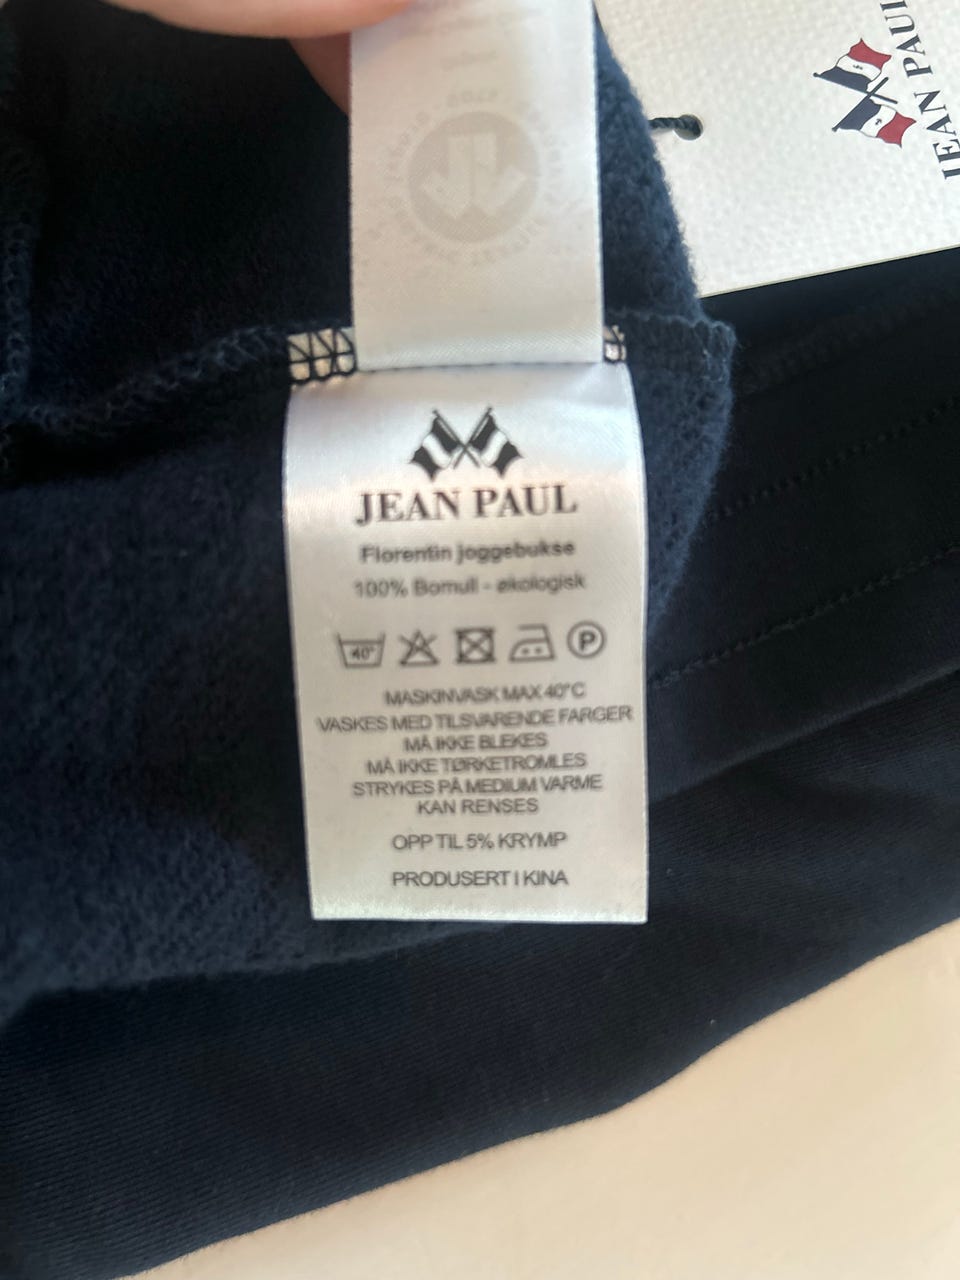 JEAN PAUL
JEAN PAUL
Florentin joggebukse
100% Bomull - økologisk
40°
P
MASKINVASK MAX 40°C
VASKES MED TILSVARENDE FARGER
MÅ IKKE BLEKES
MÅ IKKE TØRKETROMLES
STRYKES PÅ MEDIUM VARME
KAN RENSES
OPP TIL 5% KRYMP
PRODUSERT I KINA